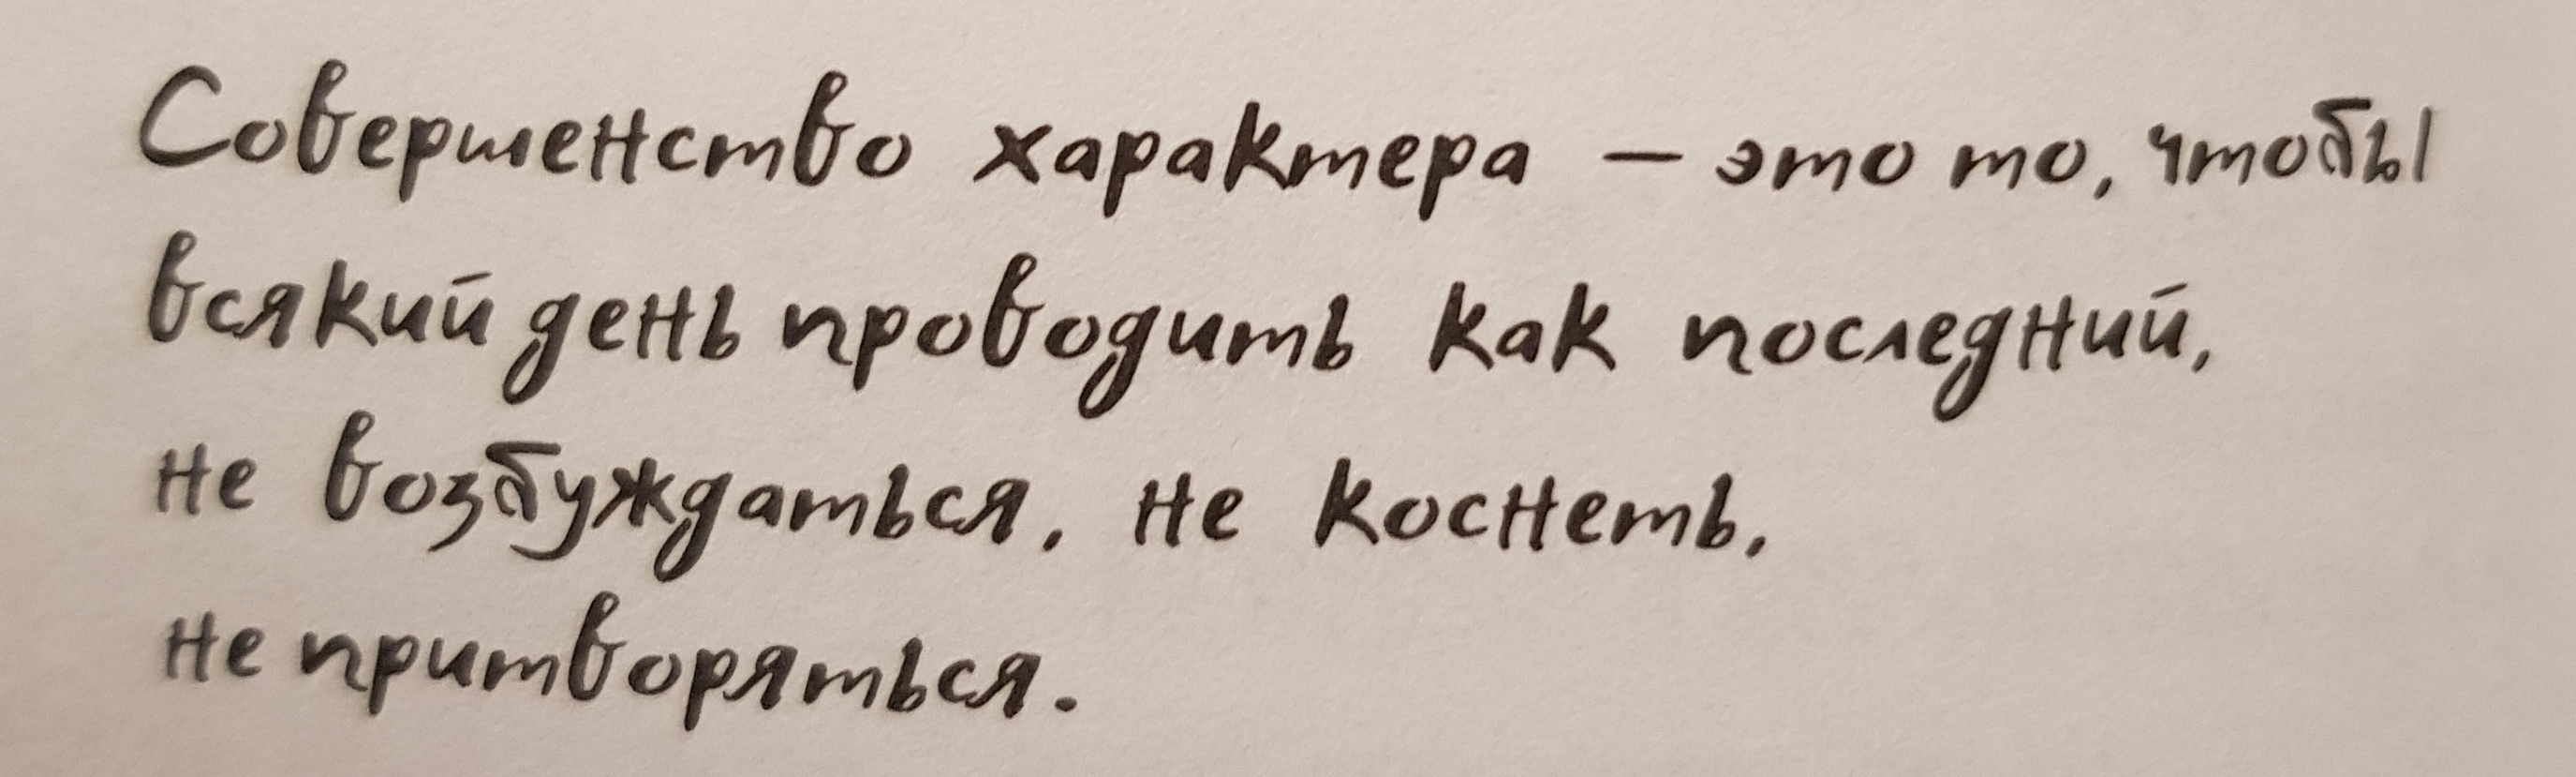 Совершенство характера – это то, чтобы
всякий день проводить как последний,
не возбуждаться, не коснеть,
не притворяться.